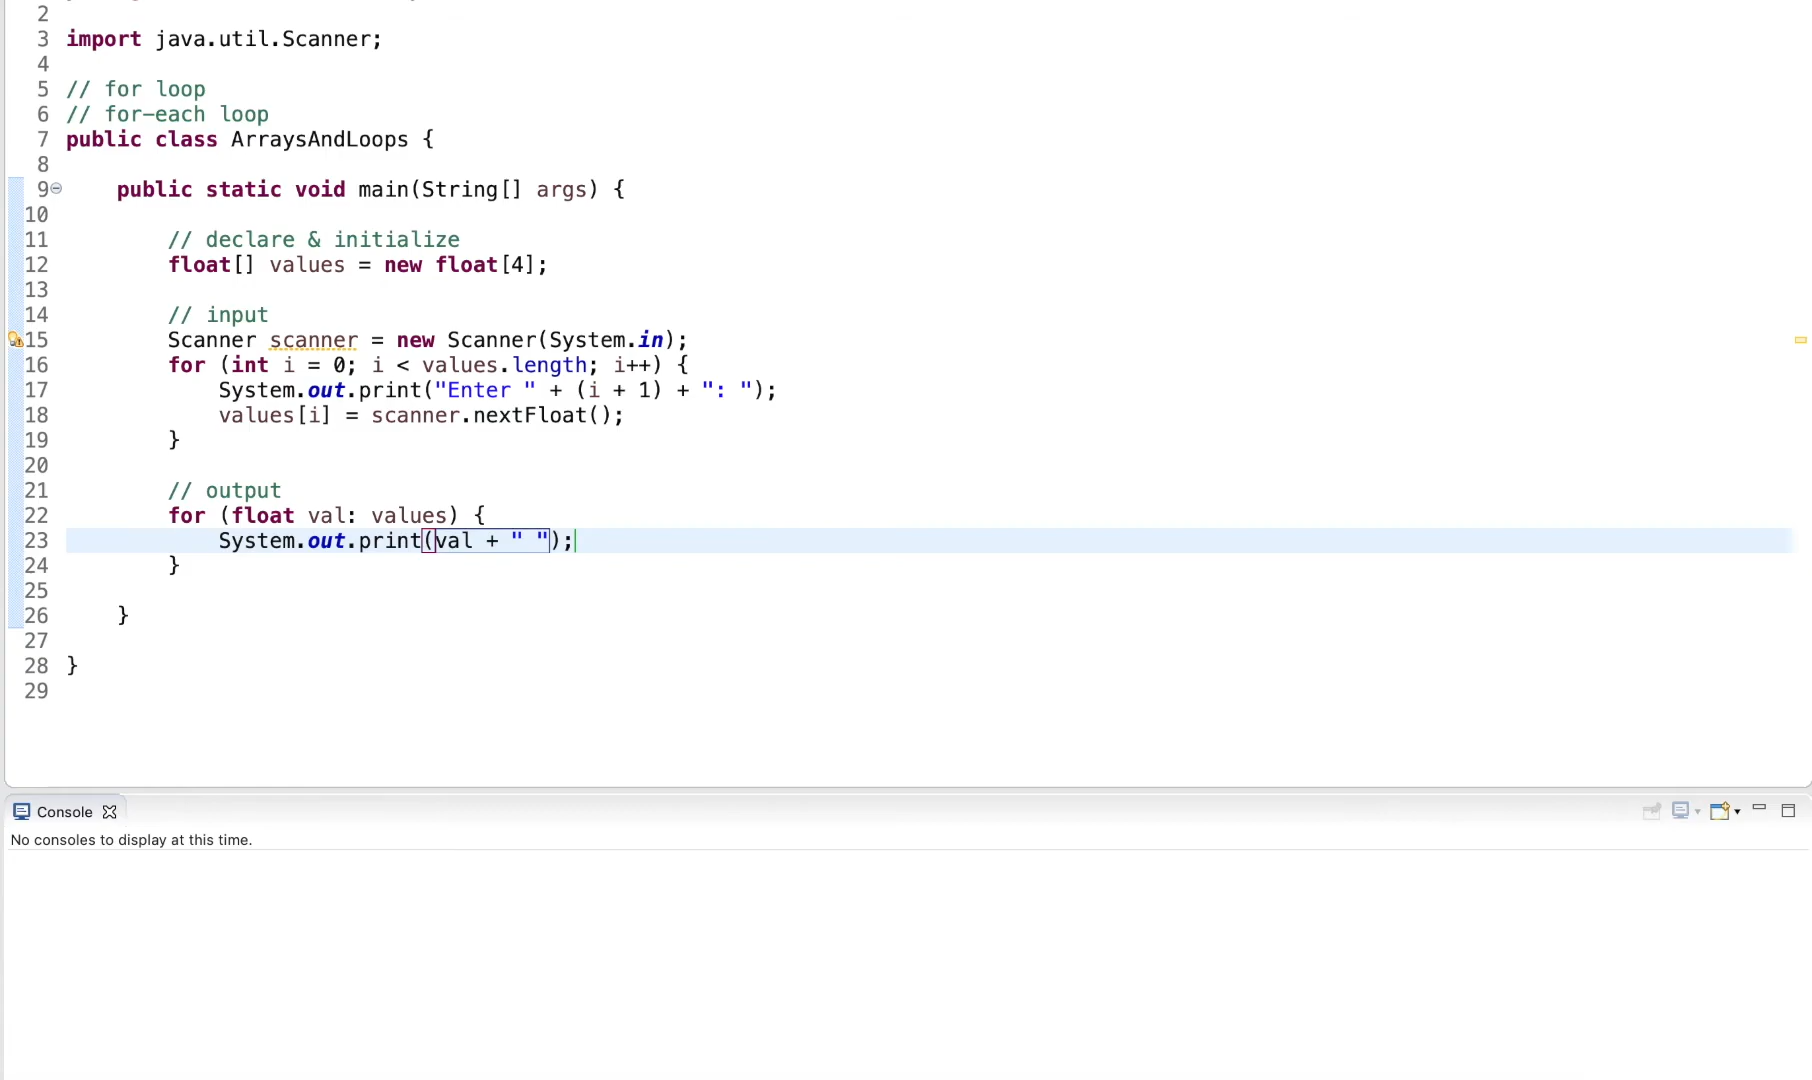 2
3 import java.util.Scanner;
4
5 // for loop
6 // for-each loop
7 public class ArraysAndLoops {
8
9 public static void main(String[] args) {
10
11 // declare & initialize
12 float[] values = new float[4];
13
14 // input
15 Scanner scanner = new Scanner(System.in);
16 for (int i = 0; i < values.length; i++) {
17 System.out.print("Enter " + (i + 1) + ": ");
18 values[i] = scanner.nextFloat();
19 }
20
21 // output
22 for (float val: values) {
23 System.out.print(val + " ");
24 }
25
26 }
27
28 }
29
Console
No consoles to display at this time.